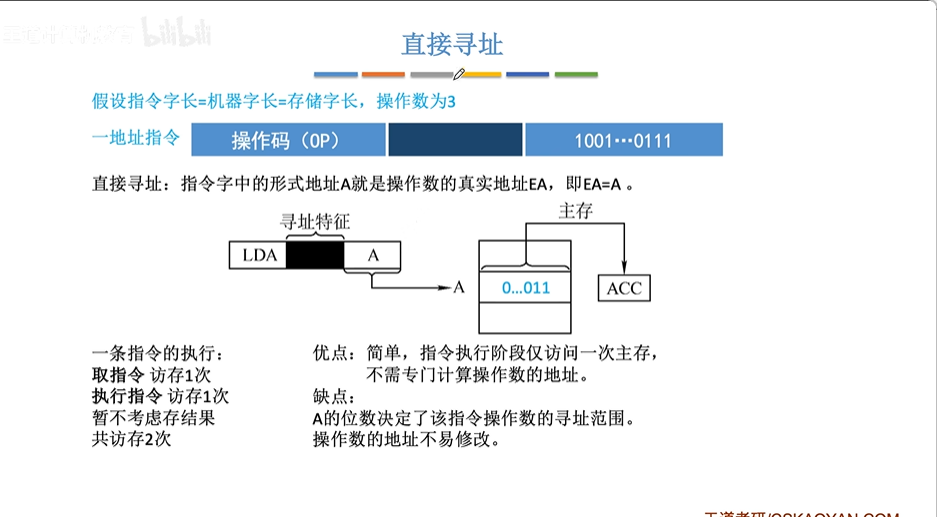 bilibili
直接寻址
假设指令字长=机器字长=存储字长，操作数为3
一地址指令 操作码（OP） 1001…0111
直接寻址：指令字中的形式地址A就是操作数的真实地址EA，即EA=A 。
主存
寻址特征
LDA A
A 0…011 ACC
一条指令的执行：
取指令 访存1次
执行指令 访存1次
暂不考虑存结果
共访存2次
优点：简单，指令执行阶段仅访问一次主存，
不需专门计算操作数的地址。
缺点：
A的位数决定了该指令操作数的寻址范围。
操作数的地址不易修改。